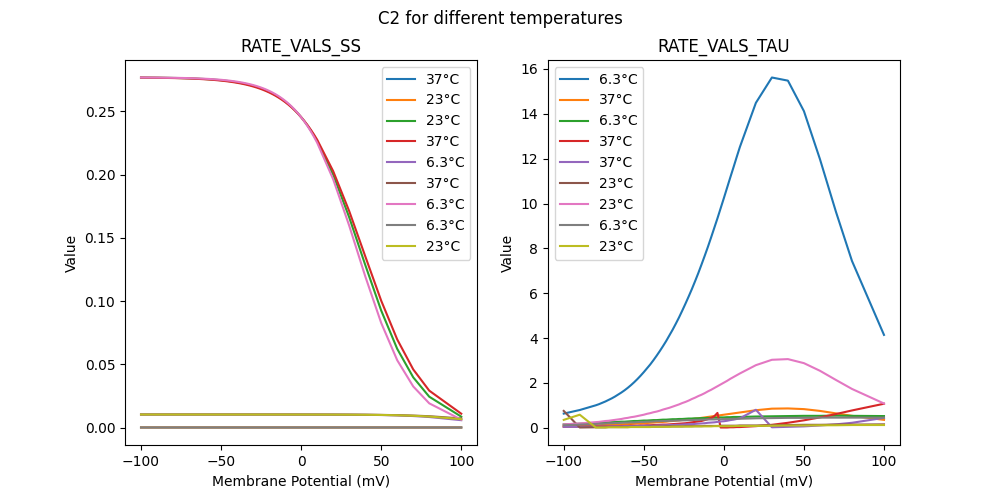 C2 for different temperatures
RATE_VALS_SS
0.25
0.20
0.15
0.10
0.05
0.00
Value
37°C
23°C
23°C
37°C
6.3°C
37°C
6.3°C
6.3°C
23°C
−100
−50
0
50
100
Membrane Potential (mV)
RATE_VALS_TAU
16
14
12
10
8
6
4
2
0
Value
6.3°C
37°C
6.3°C
37°C
37°C
23°C
23°C
6.3°C
23°C
−100
−50
0
50
100
Membrane Potential (mV)